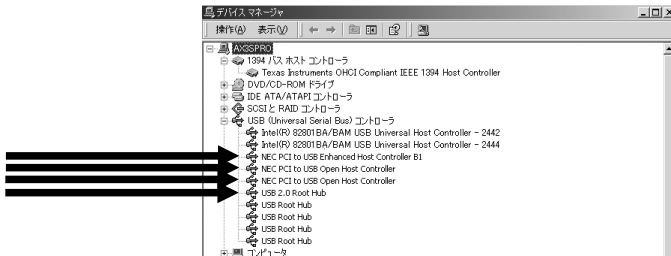 デバイス マネージャ
操作(A) 表示(V)
AX3SPRO
1394 バス ホスト コントローラ
Texas Instruments OHCI Compliant IEEE 1394 Host Controller
DVD/CD-ROM ドライブ
IDE ATA/ATAPI コントローラ
SCSI と RAID コントローラ
USB (Universal Serial Bus) コントローラ
Intel(R) 82801BA/BAM USB Universal Host Controller - 2442
Intel(R) 82801BA/BAM USB Universal Host Controller - 2444
NEC PCI to USB Enhanced Host Controller B1
NEC PCI to USB Open Host Controller
NEC PCI to USB Open Host Controller
USB 2.0 Root Hub
USB Root Hub
USB Root Hub
USB Root Hub
USB Root Hub
コンピュータ